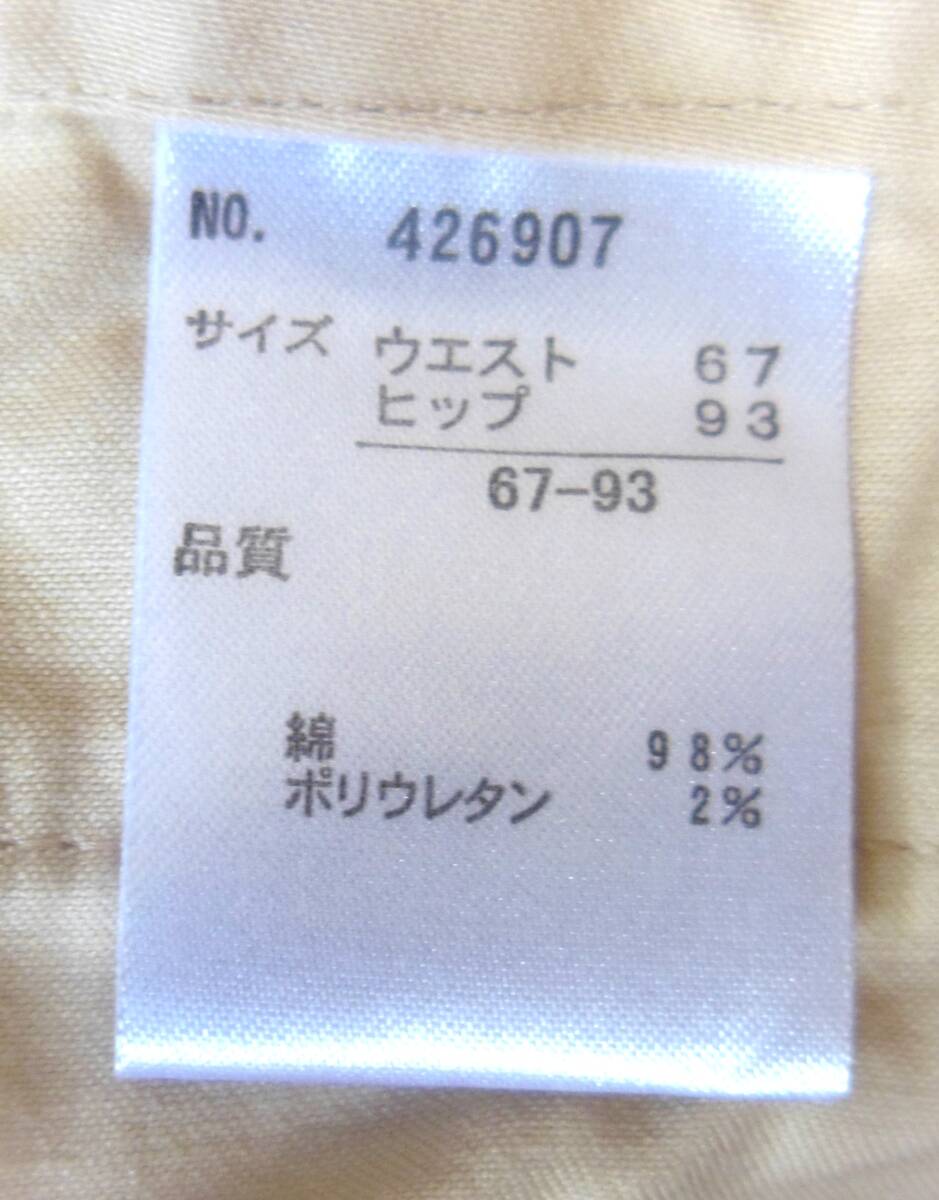 NO. 426907
サイズ ウエスト 67
ヒップ 93
67-93
品質
綿 98%
ポリウレタン 2%